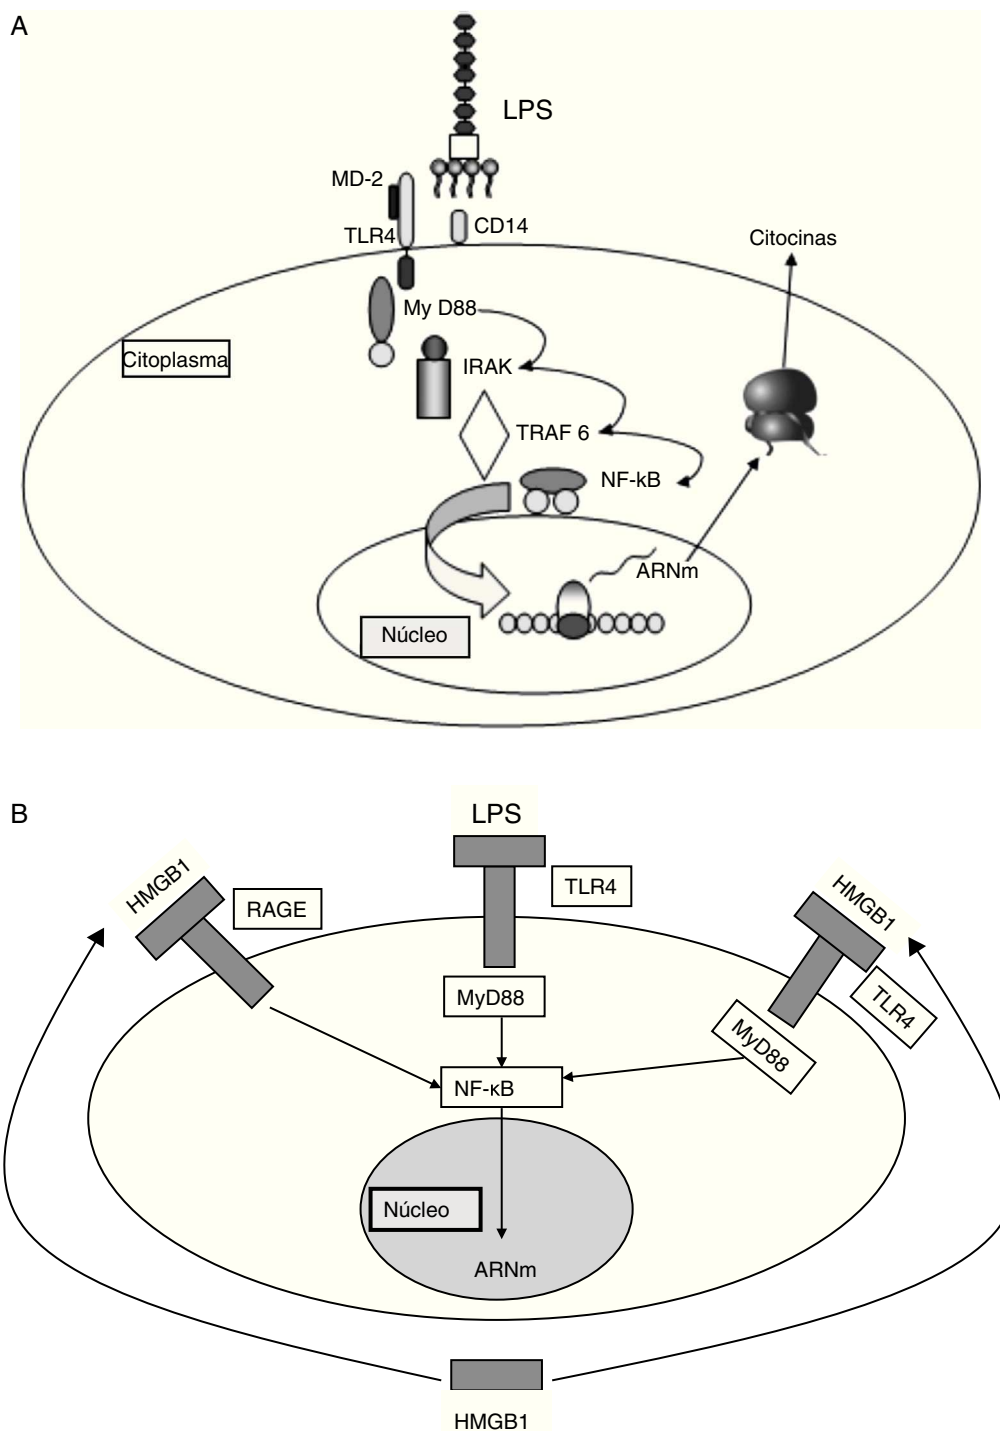 A
LPS
MD-2
TLR4
CD14
Citocinas
My D88
Citoplasma
IRAK
TRAF 6
NF-kB
ARNm
Núcleo
B
LPS
HMGB1
RAGE
TLR4
HMGB1
TLR4
MyD88
MyD88
NF-κB
Núcleo
ARNm
HMGB1